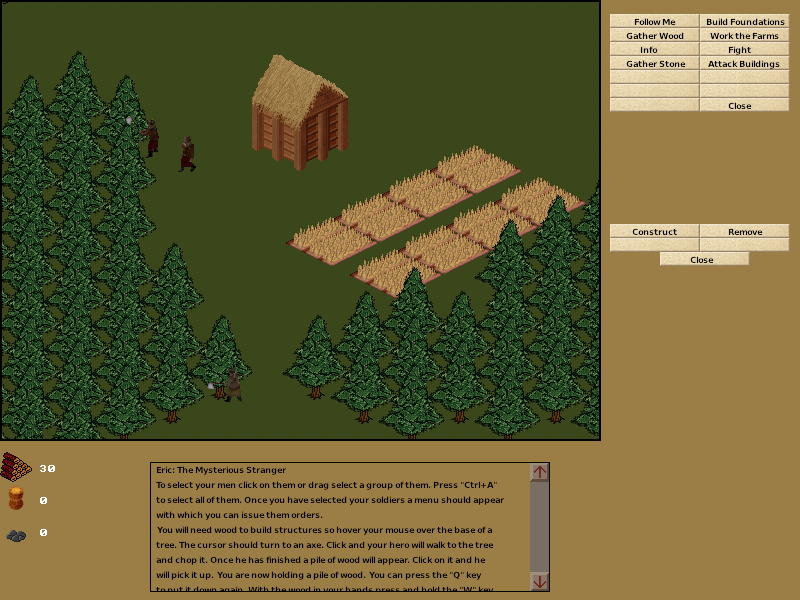 Follow Me
Build Foundations
Gather Wood
Work the Farms
Info
Fight
Gather Stone
Attack Buildings
Close
Construct
Remove
Close
30
0
0
Eric: The Mysterious Stranger
To select your men click on them or drag select a group of them. Press "Ctrl+A"
to select all of them. Once you have selected your soldiers a menu should appear
with which you can issue them orders.
You will need wood to build structures so hover your mouse over the base of a
tree. The cursor should turn to an axe. Click and your hero will walk to the tree
and chop it. Once he has finished a pile of wood will appear. Click on it and he
will pick it up. You are now holding a pile of wood. You can press the "Q" key
to put it down again. With the wood in your hands press and hold the "W" key